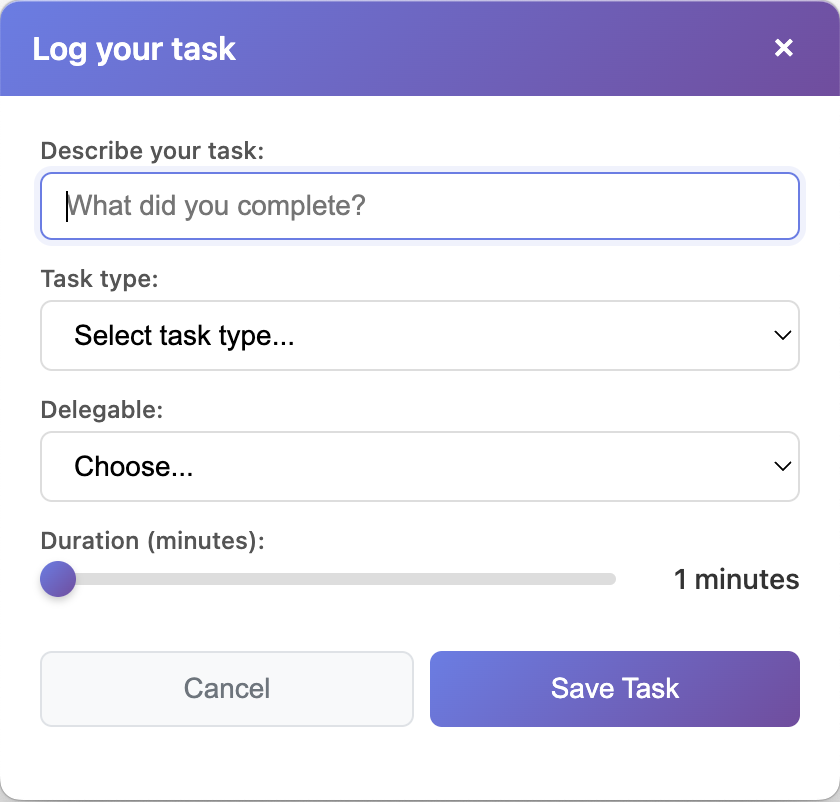 Log your task ×
Describe your task:
What did you complete?
Task type:
Select task type...
Delegable:
Choose...
Duration (minutes):
1 minutes
Cancel Save Task